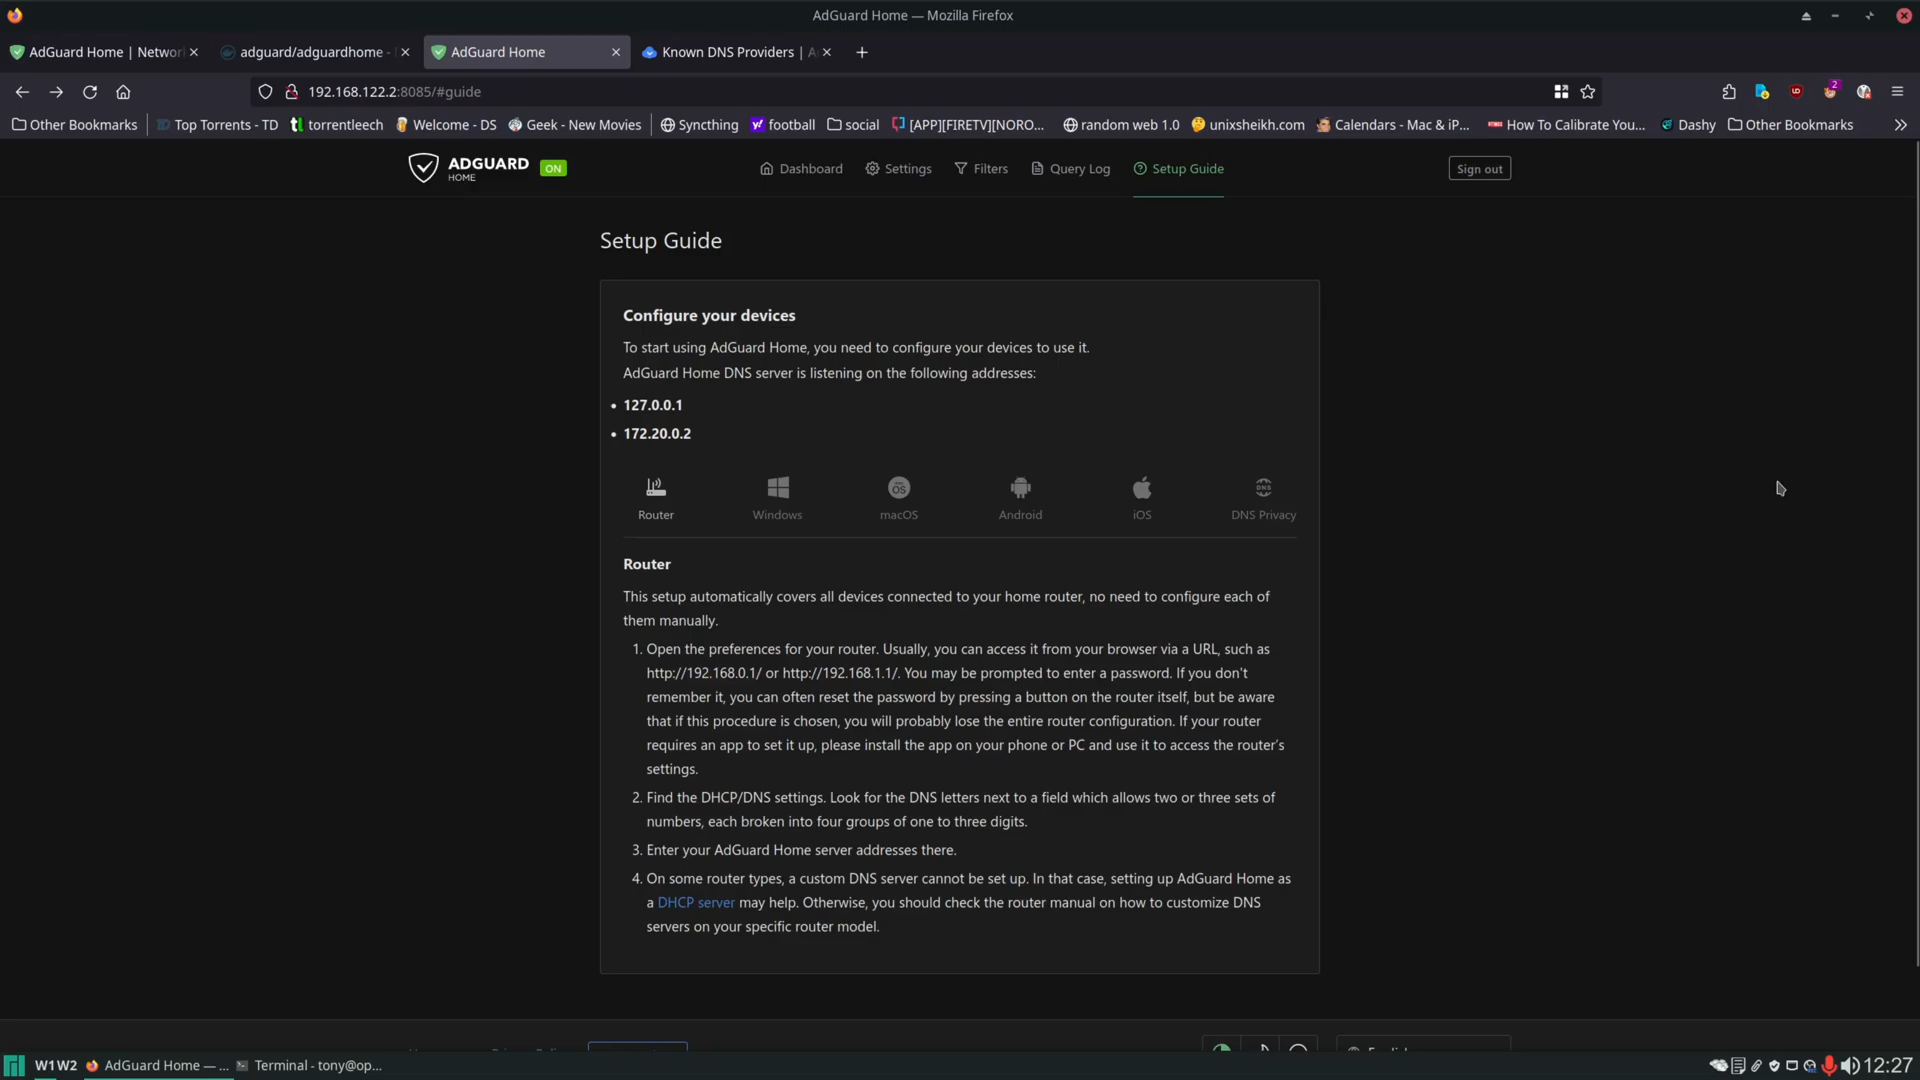 AdGuard Home — Mozilla Firefox
AdGuard Home | Networ
adguard/adguardhome -
AdGuard Home
Known DNS Providers |
192.168.122.2:8085/#guide
2
Other Bookmarks
Top Torrents - TD
torrentleech
Welcome - DS
Geek - New Movies
Syncthing
football
social
[APP][FIRETV][NORO...
random web 1.0
unixsheikh.com
Calendars - Mac & iP...
How To Calibrate You...
Dashy
Other Bookmarks
ADGUARD
HOME
ON
Dashboard
Settings
Filters
Query Log
Setup Guide
Sign out
Setup Guide
Configure your devices
To start using AdGuard Home, you need to configure your devices to use it.
AdGuard Home DNS server is listening on the following addresses:
• 127.0.0.1
• 172.20.0.2
Router
Windows
macOS
Android
iOS
DNS Privacy
Router
This setup automatically covers all devices connected to your home router, no need to configure each of
them manually.
1. Open the preferences for your router. Usually, you can access it from your browser via a URL, such as
http://192.168.0.1/ or http://192.168.1.1/. You may be prompted to enter a password. If you don't
remember it, you can often reset the password by pressing a button on the router itself, but be aware
that if this procedure is chosen, you will probably lose the entire router configuration. If your router
requires an app to set it up, please install the app on your phone or PC and use it to access the router's
settings.
2. Find the DHCP/DNS settings. Look for the DNS letters next to a field which allows two or three sets of
numbers, each broken into four groups of one to three digits.
3. Enter your AdGuard Home server addresses there.
4. On some router types, a custom DNS server cannot be set up. In that case, setting up AdGuard Home as
a DHCP server may help. Otherwise, you should check the router manual on how to customize DNS
servers on your specific router model.
W1W2
AdGuard Home — ...
Terminal - tony@op...
12:27